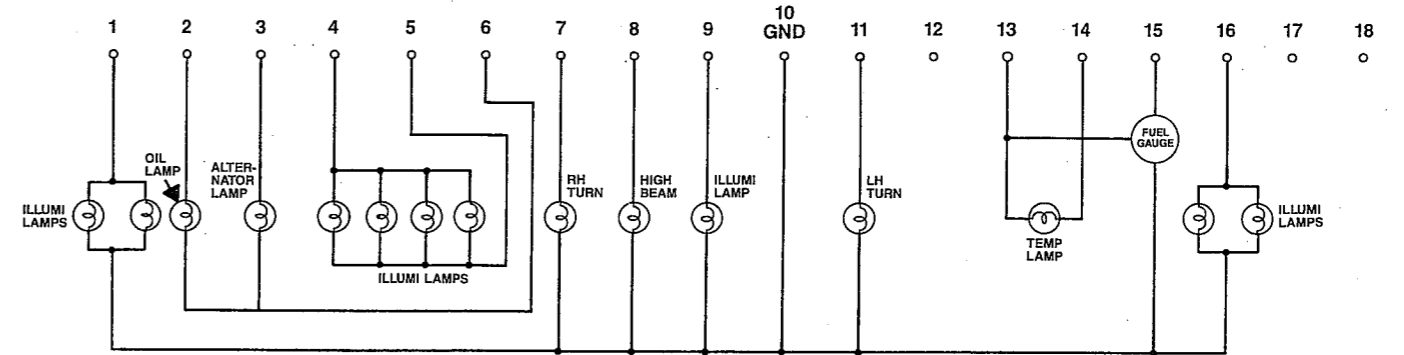 1 2 3 4 5 6 7 8 9 10 11 12 13 14 15 16 17 18
GND
FUEL
GAUGE
OIL
LAMP
ALTER-
NATOR
LAMP
RH
TURN
HIGH
BEAM
ILLUMI
LAMP
LH
TURN
ILLUMI
LAMPS
ILLUMI LAMPS
TEMP
LAMP
ILLUMI
LAMPS